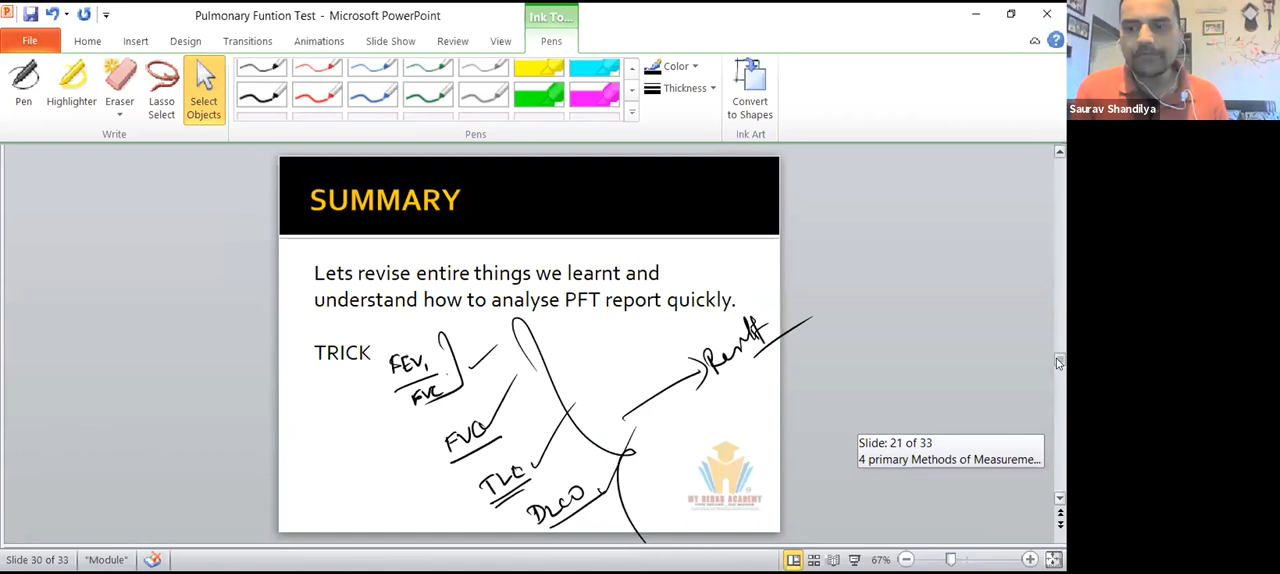 Pulmonary Funtion Test - Microsoft PowerPoint
Ink To...
File Home Insert Design Transitions Animations Slide Show Review View Pens
Pen Highlighter Eraser Lasso Select Select Objects
Color
Thickness
Convert to Shapes
Write Pens Ink Art
Saurav Shandilya
SUMMARY
Lets revise entire things we learnt and
understand how to analyse PFT report quickly.
TRICK
FEV1
FVC
FVC
TLC
DLCO
Result
MY REHAB ACADEMY
Slide: 21 of 33
4 primary Methods of Measureme...
Slide 30 of 33 "Module" 67%